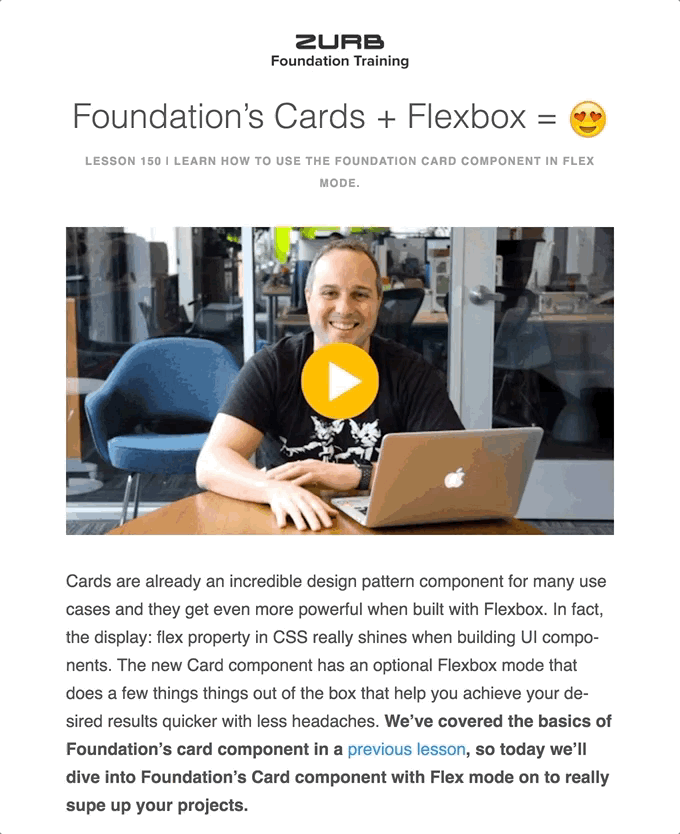 ZURB
Foundation Training
Foundation’s Cards + Flexbox = 😍
LESSON 150 | LEARN HOW TO USE THE FOUNDATION CARD COMPONENT IN FLEX
MODE.
Cards are already an incredible design pattern component for many use
cases and they get even more powerful when built with Flexbox. In fact,
the display: flex property in CSS really shines when building UI compo-
nents. The new Card component has an optional Flexbox mode that
does a few things things out of the box that help you achieve your de-
sired results quicker with less headaches. We’ve covered the basics of
Foundation’s card component in a previous lesson, so today we’ll
dive into Foundation’s Card component with Flex mode on to really
supe up your projects.